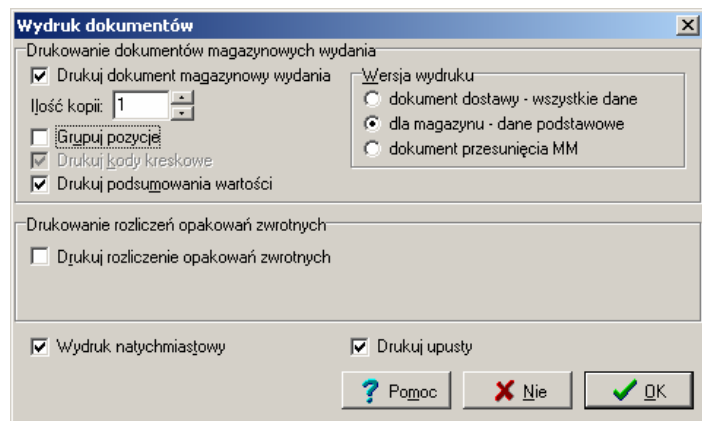 Wydruk dokumentów
Drukowanie dokumentów magazynowych wydania
Drukuj dokument magazynowy wydania
Ilość kopii: 1
Grupuj pozycje
Drukuj kody kreskowe
Drukuj podsumowania wartości
Wersja wydruku
dokument dostawy - wszystkie dane
dla magazynu - dane podstawowe
dokument przesunięcia MM
Drukowanie rozliczeń opakowań zwrotnych
Drukuj rozliczenie opakowań zwrotnych
Wydruk natychmiastowy
Drukuj upusty
? Pomoc
Nie
OK